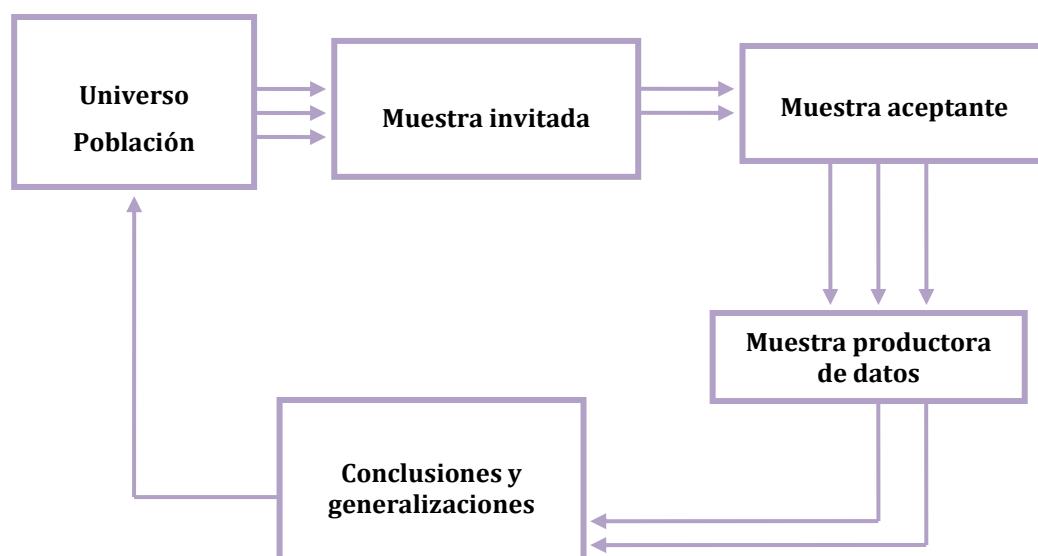 Universo
Población
Muestra invitada
Muestra aceptante
Muestra productora
de datos
Conclusiones y
generalizaciones